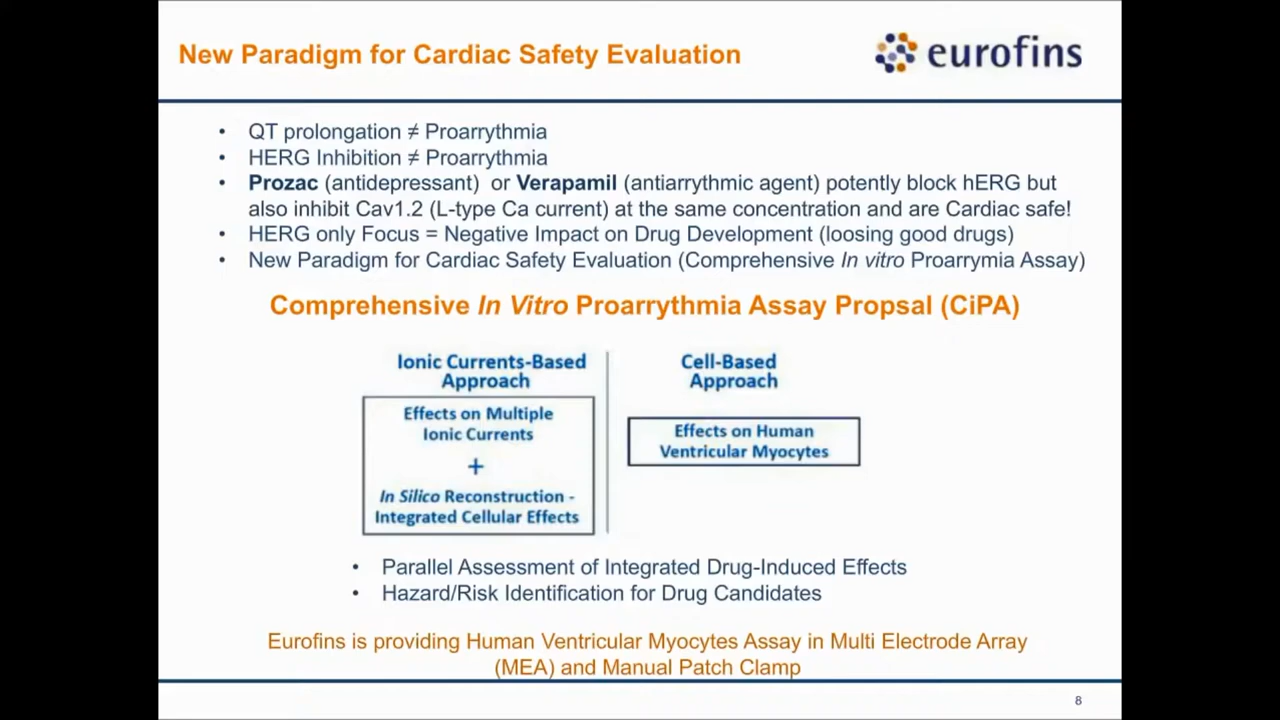 New Paradigm for Cardiac Safety Evaluation
eurofins
• QT prolongation ≠ Proarrythmia
• HERG Inhibition ≠ Proarrythmia
• Prozac (antidepressant) or Verapamil (antiarrythmic agent) potently block hERG but
also inhibit Cav1.2 (L-type Ca current) at the same concentration and are Cardiac safe!
• HERG only Focus = Negative Impact on Drug Development (loosing good drugs)
• New Paradigm for Cardiac Safety Evaluation (Comprehensive In vitro Proarrymia Assay)
Comprehensive In Vitro Proarrythmia Assay Propsal (CiPA)
Ionic Currents-Based
Approach
Effects on Multiple
Ionic Currents
+
In Silico Reconstruction -
Integrated Cellular Effects
Cell-Based
Approach
Effects on Human
Ventricular Myocytes
• Parallel Assessment of Integrated Drug-Induced Effects
• Hazard/Risk Identification for Drug Candidates
Eurofins is providing Human Ventricular Myocytes Assay in Multi Electrode Array
(MEA) and Manual Patch Clamp
8